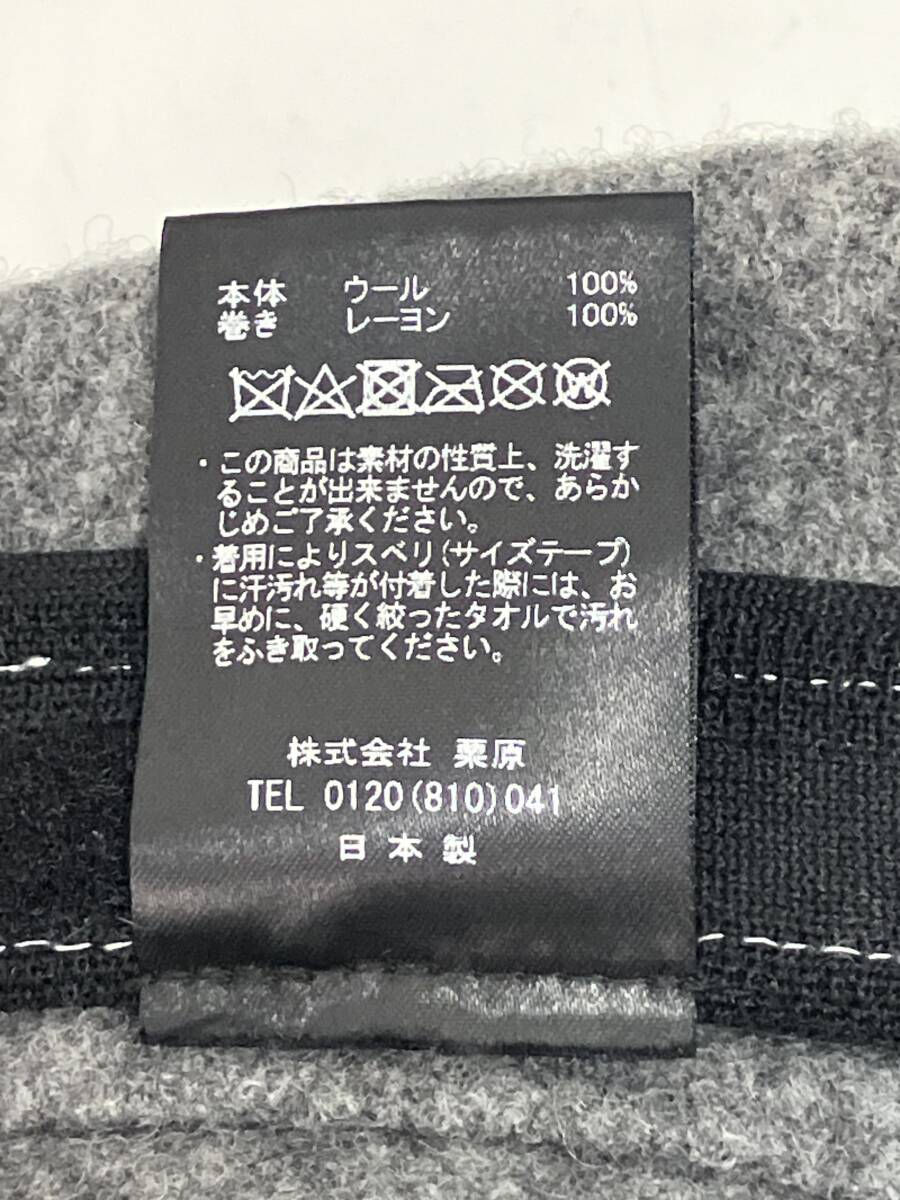 本体 ウール 100%
巻き レーヨン 100%
W
・この商品は素材の性質上、洗濯す
ることが出来ませんので、あらか
じめご了承ください。
・着用によりスベリ(サイズテープ)
に汗汚れ等が付着した際には、お
早めに、硬く絞ったタオルで汚れ
をふき取ってください。
株式会社 栗原
TEL 0120(810)041
日本製